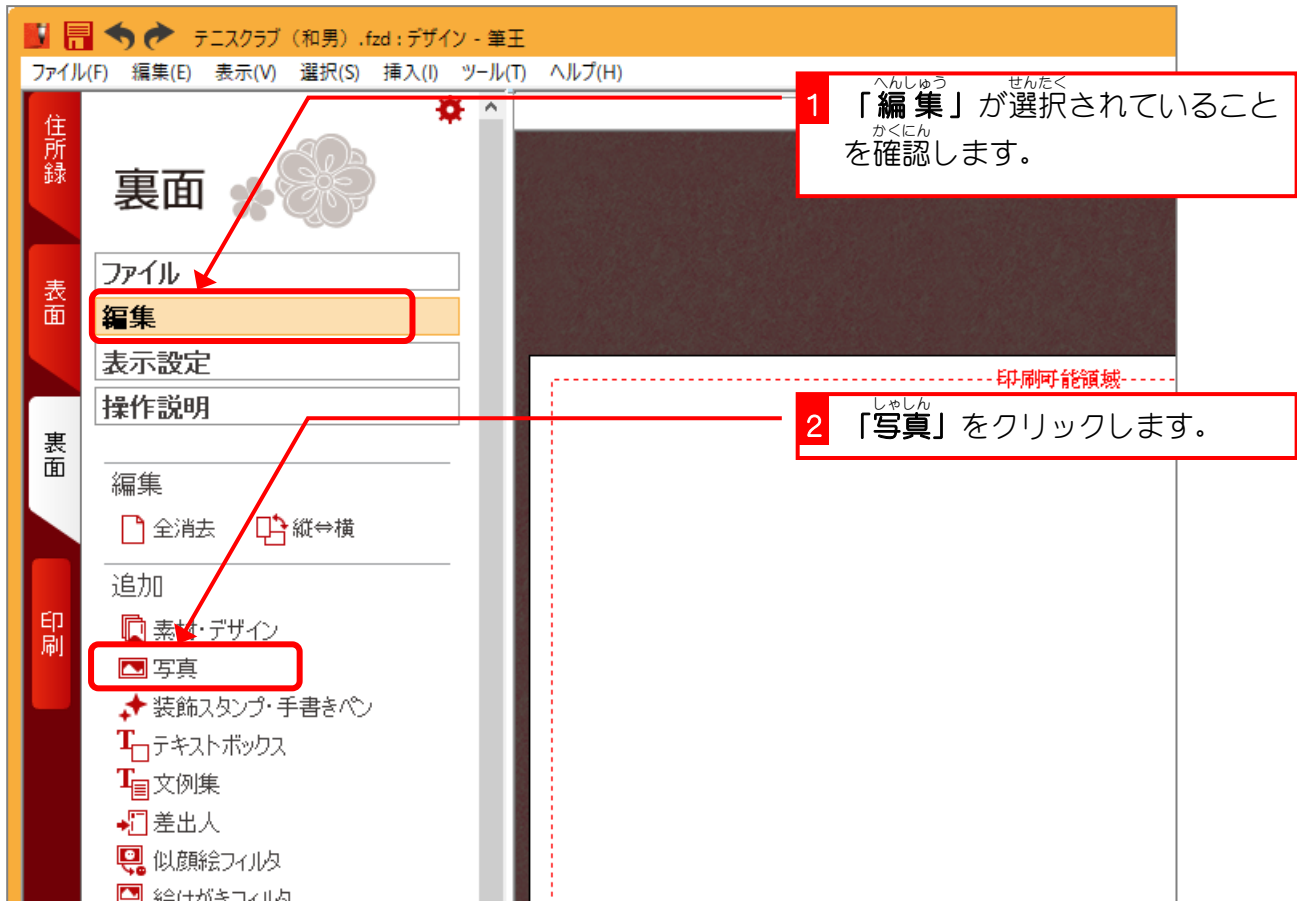 テニスクラブ（和男）.fzd : デザイン - 筆王
ファイル(F) 編集(E) 表示(V) 選択(S) 挿入(I) ツール(T) ヘルプ(H)
住所録
表面
裏面
印刷
裏面
ファイル
編集
表示設定
操作説明
編集
全消去 縦⇔横
追加
素材・デザイン
写真
装飾スタンプ・手書きペン
テキストボックス
文例集
差出人
似顔絵フィルタ
絵はがきフィルタ
印刷可能領域
へんしゅう せんたく
1 「編集」が選択されていること
かくにん
を確認します。
しゃしん
2 「写真」をクリックします。